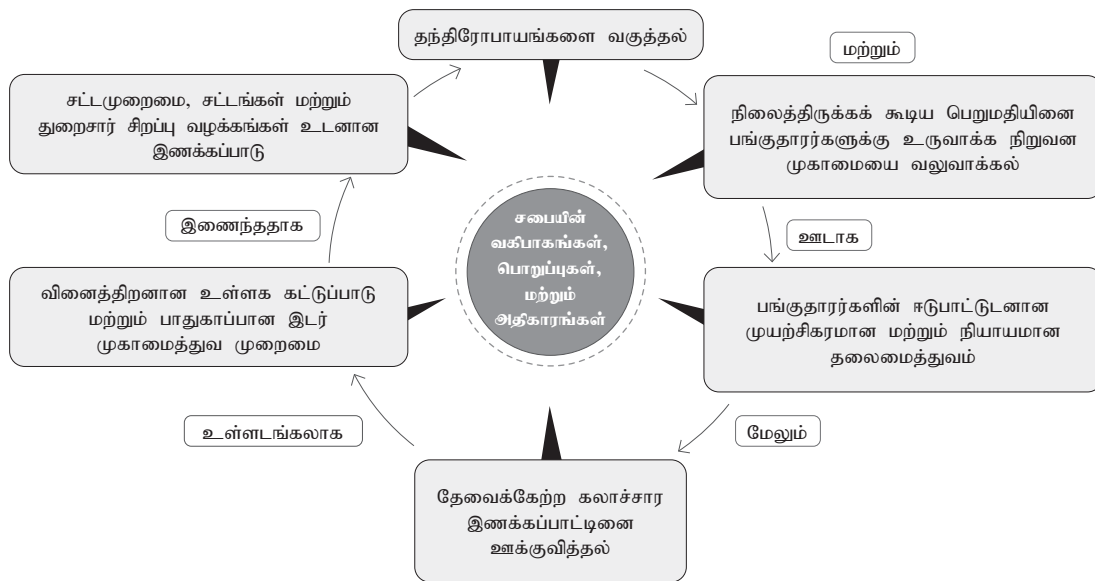 தந்திரோபாயங்களை வகுத்தல்
மற்றும்
நிலைத்திருக்கக் கூடிய பெறுமதியினை
பங்குதாரர்களுக்கு உருவாக்க நிறுவன
முகாமையை வலுவாக்கல்
ஊடாக
பங்குதாரர்களின் ஈடுபாட்டுடனான
முயற்சிகரமான மற்றும் நியாயமான
தலைமைத்துவம்
மேலும்
தேவைக்கேற்ற கலாச்சார
இணக்கப்பாட்டினை
ஊக்குவித்தல்
உள்ளடங்கலாக
வினைத்திறனான உள்ளக கட்டுப்பாடு
மற்றும் பாதுகாப்பான இடர்
முகாமைத்துவ முறைமை
இணைந்ததாக
சட்டமுறைமை, சட்டங்கள் மற்றும்
துறைசார் சிறப்பு வழக்கங்கள் உடனான
இணக்கப்பாடு
சபையின்
வகிபாகங்கள்,
பொறுப்புகள்,
மற்றும்
அதிகாரங்கள்